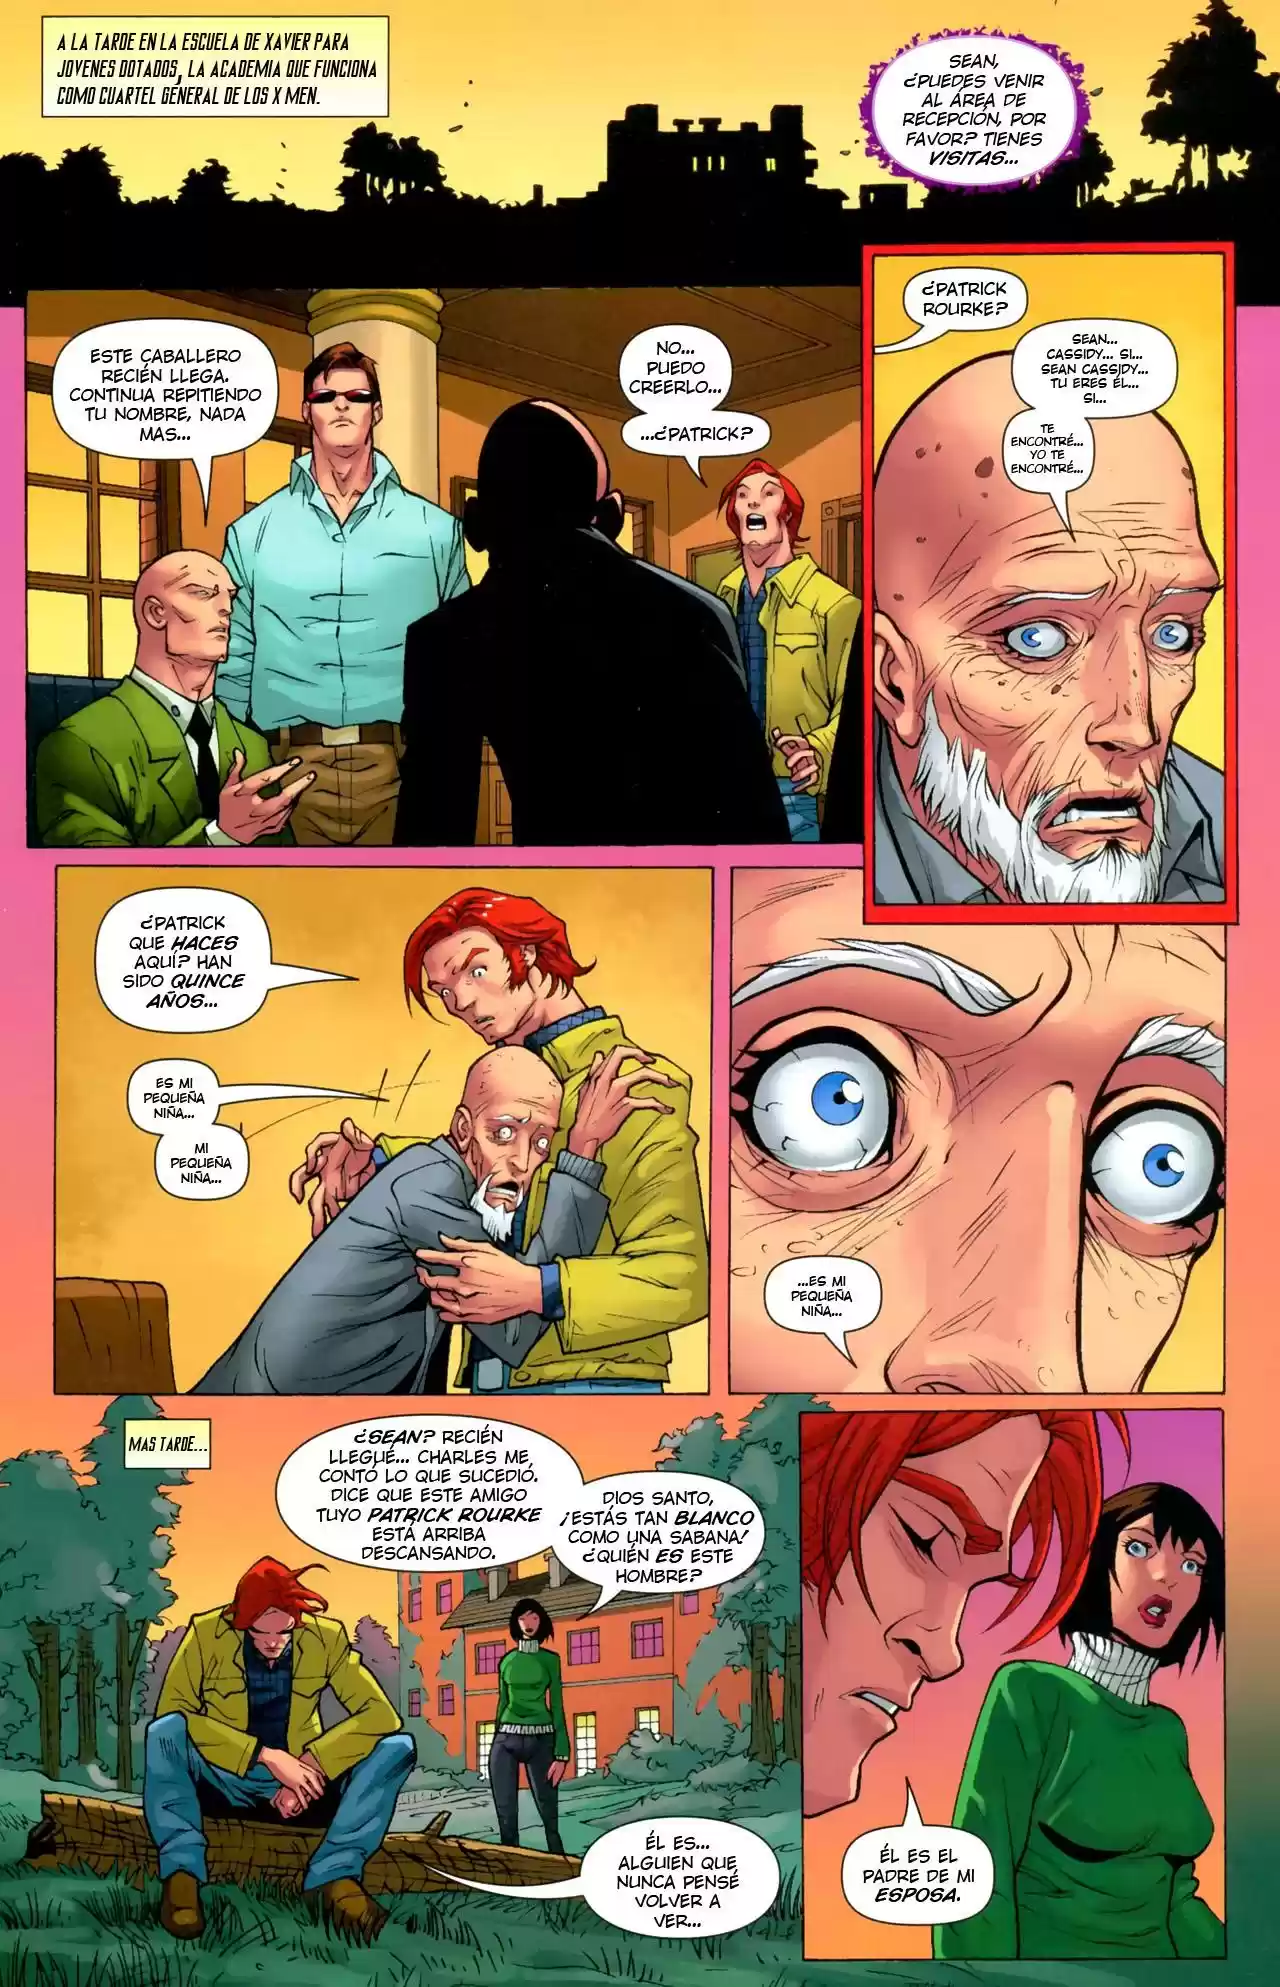 A LA TARDE EN LA ESCUELA DE XAVIER PARA
JOVENES DOTADOS, LA ACADEMIA QUE FUNCIONA
COMO CUARTEL GENERAL DE LOS X MEN.
SEAN,
¿PUEDES VENIR
AL ÁREA DE
RECEPCIÓN, POR
FAVOR? TIENES
VISITAS...
ESTE CABALLERO
RECIÉN LLEGA.
CONTINUA REPITIENDO
TU NOMBRE, NADA
MAS...
NO...
PUEDO
CREERLO...
...¿PATRICK?
¿PATRICK
ROURKE?
SEAN...
CASSIDY... SI...
SEAN CASSIDY...
TU ERES ÉL...
SI...
TE
ENCONTRÉ...
YO TE
ENCONTRÉ...
¿PATRICK
QUE HACES
AQUÍ? HAN
SIDO QUINCE
AÑOS...
ES MI
PEQUEÑA
NIÑA...
MI
PEQUEÑA
NIÑA...
...ES MI
PEQUEÑA
NIÑA...
MAS TARDE...
¿SEAN? RECIÉN
LLEGUÉ... CHARLES ME
CONTÓ LO QUE SUCEDIÓ.
DICE QUE ESTE AMIGO
TUYO PATRICK ROURKE
ESTÁ ARRIBA
DESCANSANDO.
DIOS SANTO,
¡ESTÁS TAN BLANCO
COMO UNA SABANA!
¿QUIÉN ES ESTE
HOMBRE?
ÉL ES...
ALGUIEN QUE
NUNCA PENSÉ
VOLVER A
VER...
ÉL ES EL
PADRE DE MI
ESPOSA.